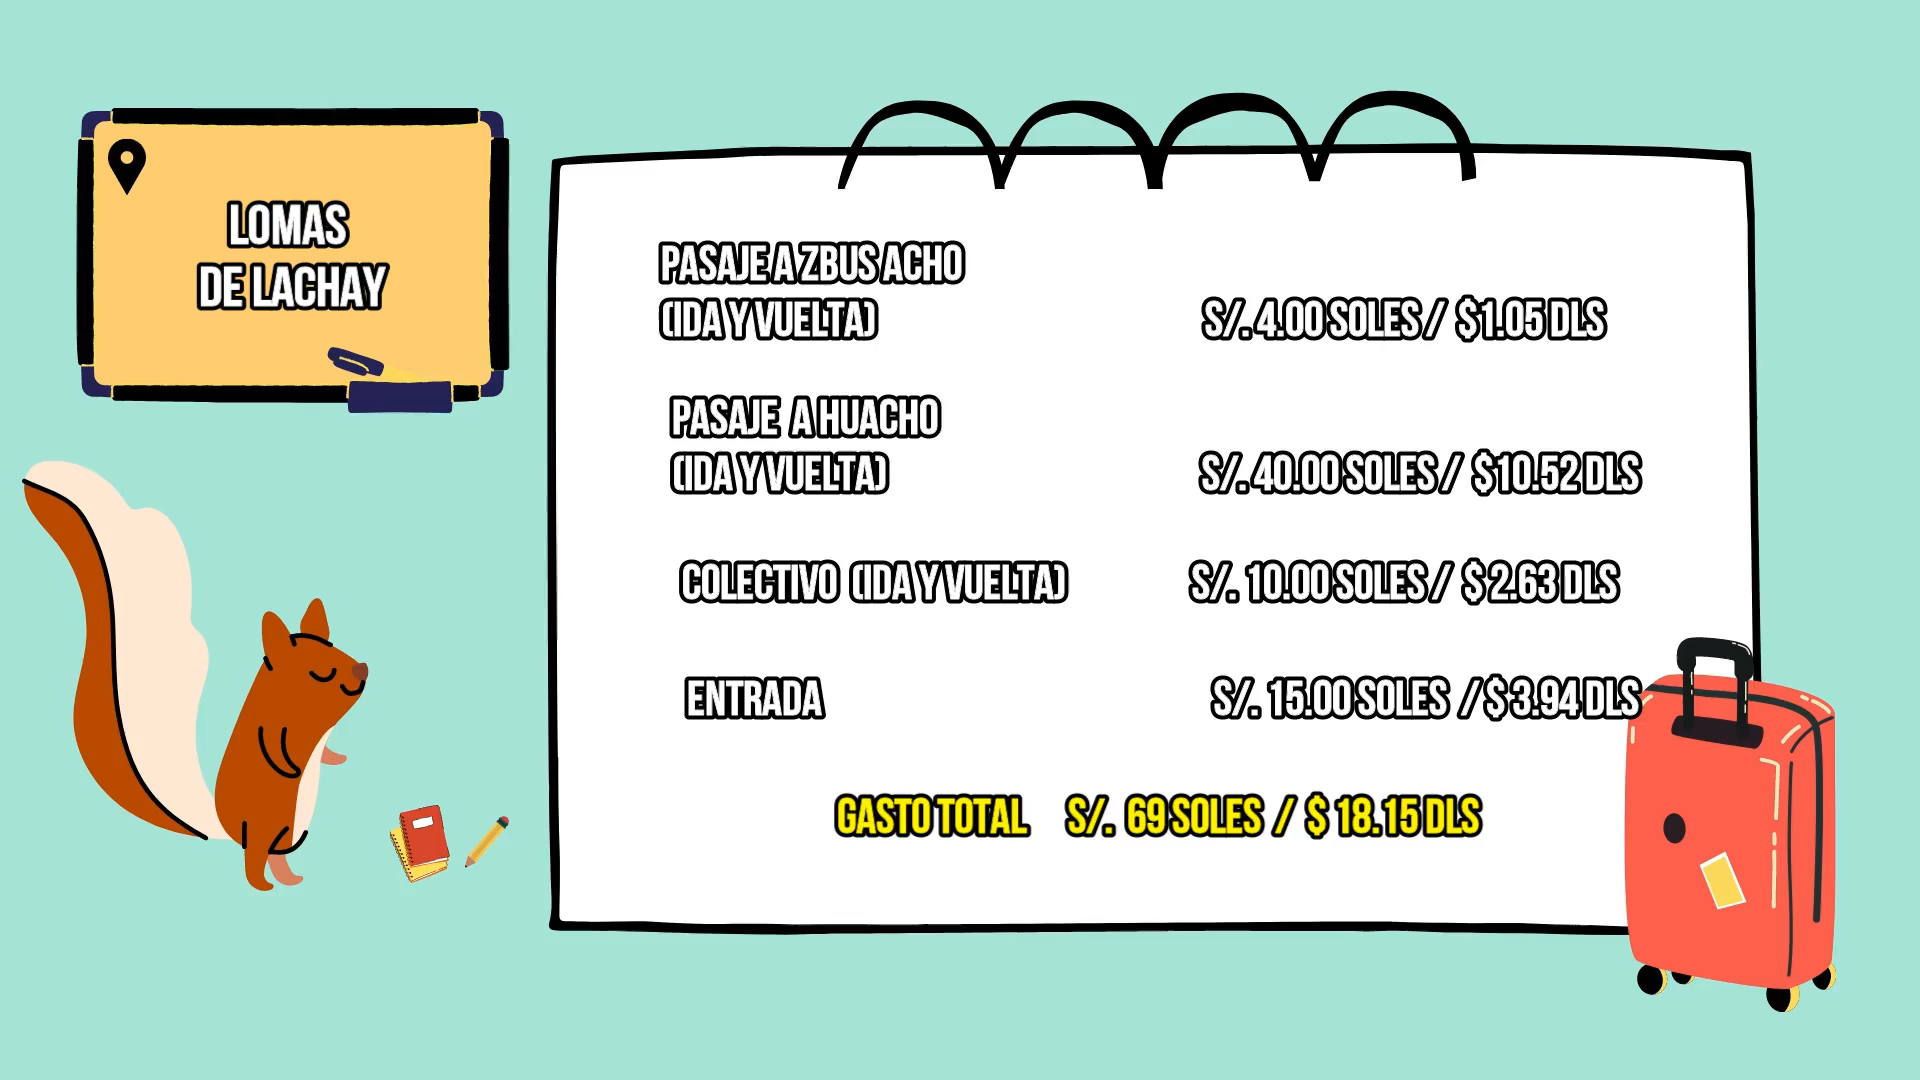 LOMAS
DE LACHAY
PASAJE A ZBUS ACHO
(IDA Y VUELTA)
S/. 4.00 SOLES / $1.05 DLS
PASAJE A HUACHO
(IDA Y VUELTA)
S/. 40.00 SOLES / $10.52 DLS
COLECTIVO (IDA Y VUELTA)
S/. 10.00 SOLES / $ 2.63 DLS
ENTRADA
S/. 15.00 SOLES / $ 3.94 DLS
GASTO TOTAL S/. 69 SOLES / $ 18.15 DLS